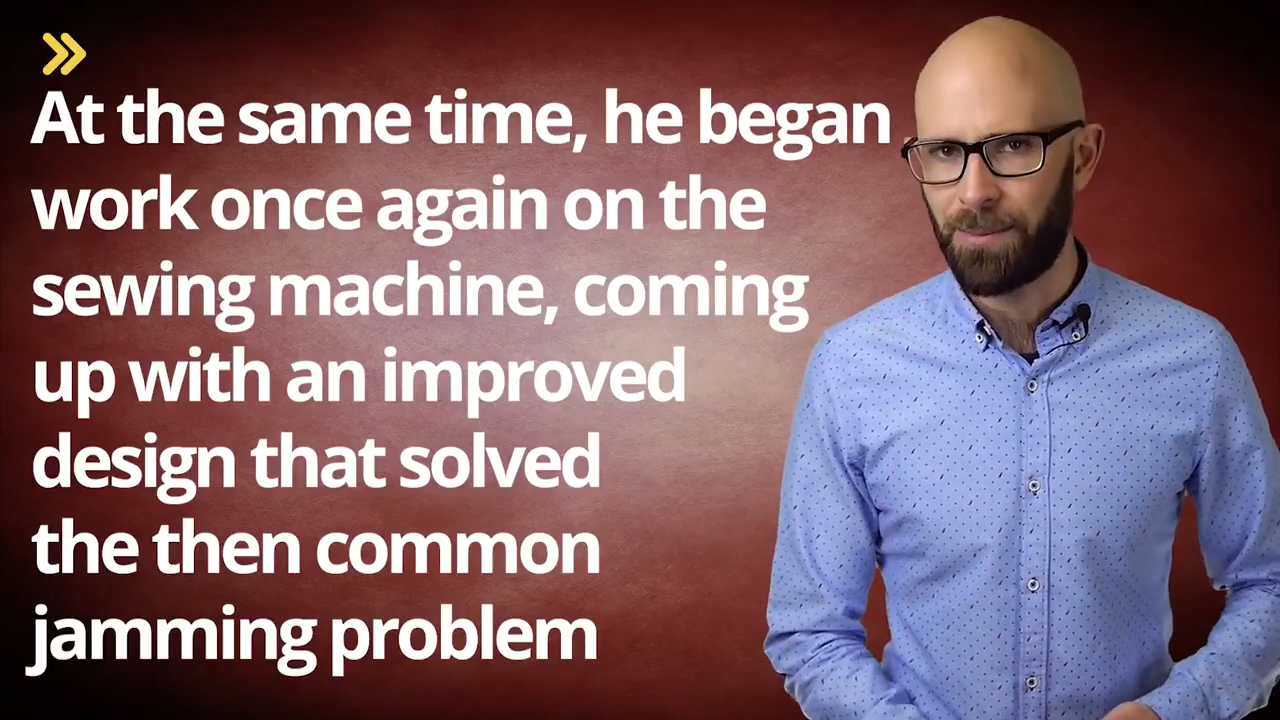 At the same time, he began
work once again on the
sewing machine, coming
up with an improved
design that solved
the then common
jamming problem